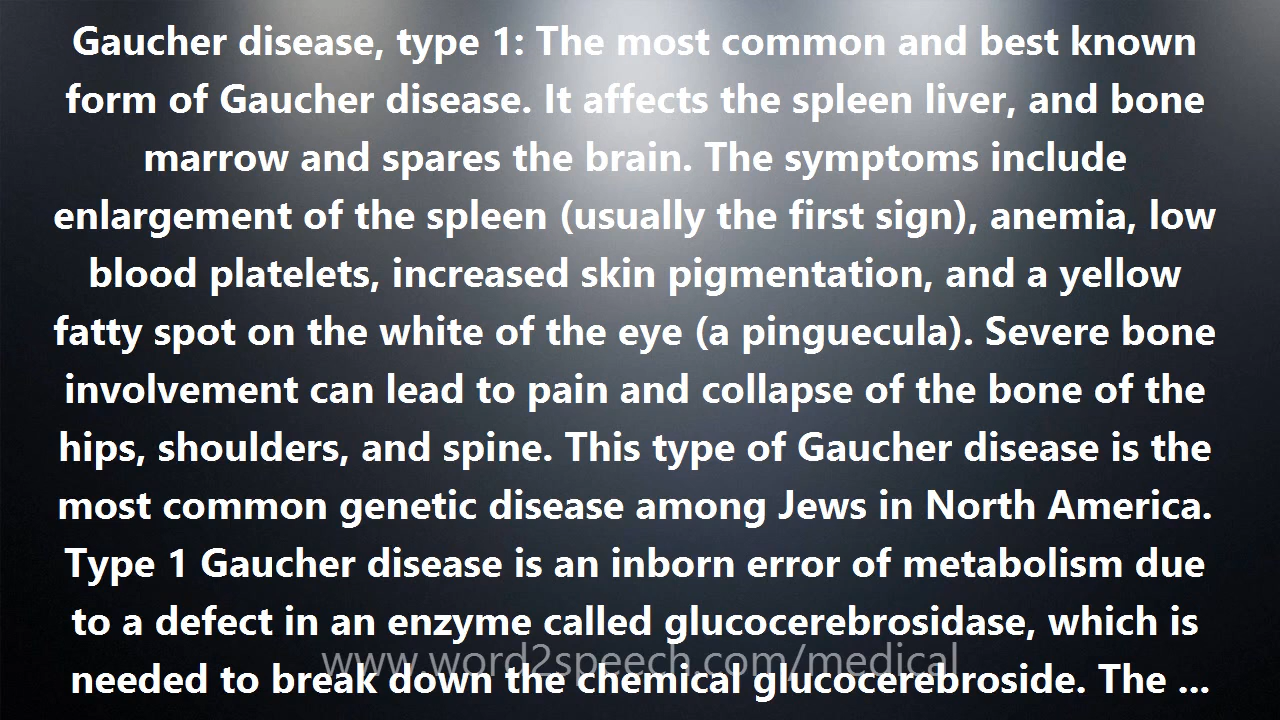 Gaucher disease, type 1: The most common and best known
form of Gaucher disease. It affects the spleen liver, and bone
marrow and spares the brain. The symptoms include
enlargement of the spleen (usually the first sign), anemia, low
blood platelets, increased skin pigmentation, and a yellow
fatty spot on the white of the eye (a pinguecula). Severe bone
involvement can lead to pain and collapse of the bone of the
hips, shoulders, and spine. This type of Gaucher disease is the
most common genetic disease among Jews in North America.
Type 1 Gaucher disease is an inborn error of metabolism due
to a defect in an enzyme called glucocerebrosidase, which is
www.word2speech.com/medical
needed to break down the chemical glucocerebroside. The ...